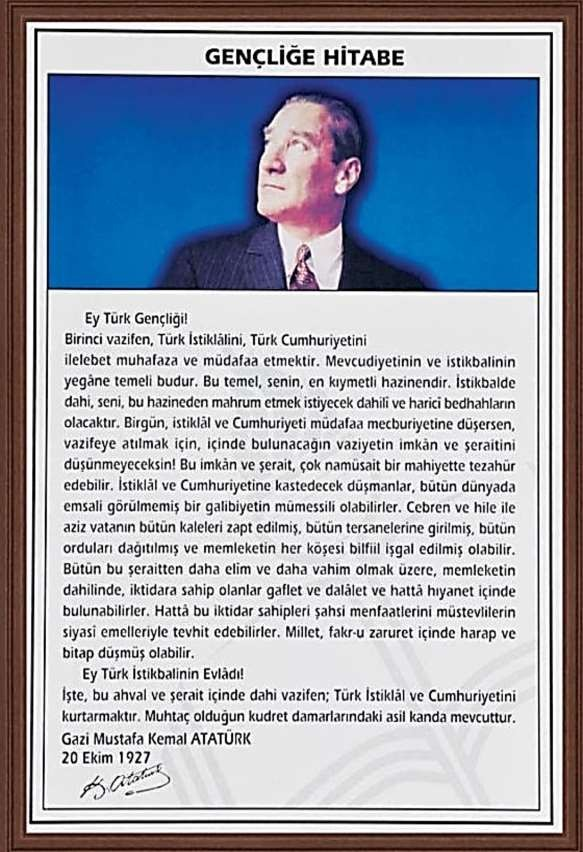 GENÇLİĞE HİTABE
Ey Türk Gençliği!
Birinci vazifen, Türk İstiklâlini, Türk Cumhuriyetini
ilelebet muhafaza ve müdafaa etmektir. Mevcudiyetinin ve istikbalinin
yegâne temeli budur. Bu temel, senin, en kıymetli hazinendir. İstikbalde
dahi, seni, bu hazineden mahrum etmek istiyecek dahilî ve haricî bedhahların
olacaktır. Birgün, istiklâl ve Cumhuriyeti müdafaa mecburiyetine düşersen,
vazifeye atılmak için, içinde bulunacağın vaziyetin imkân ve şeraitini
düşünmeyeceksin! Bu imkân ve şerait, çok namüsait bir mahiyette tezahür
edebilir. İstiklâl ve Cumhuriyetine kastedecek düşmanlar, bütün dünyada
emsali görülmemiş bir galibiyetin mümessili olabilirler. Cebren ve hile ile
aziz vatanın bütün kaleleri zapt edilmiş, bütün tersanelerine girilmiş, bütün
orduları dağıtılmış ve memleketin her köşesi bilfiil işgal edilmiş olabilir.
Bütün bu şeraitten daha elim ve daha vahim olmak üzere, memleketin
dahilinde, iktidara sahip olanlar gaflet ve dalâlet ve hattâ hıyanet içinde
bulunabilirler. Hattâ bu iktidar sahipleri şahsi menfaatlerini müstevlilerin
siyasî emelleriyle tevhit edebilirler. Millet, fakr-u zaruret içinde harap ve
bitap düşmüş olabilir.
Ey Türk İstikbalinin Evlâdı!
İşte, bu ahval ve şerait içinde dahi vazifen; Türk İstiklâl ve Cumhuriyetini
kurtarmaktır. Muhtaç olduğun kudret damarlarındaki asil kanda mevcuttur.
Gazi Mustafa Kemal ATATÜRK
20 Ekim 1927
K. Atatürk